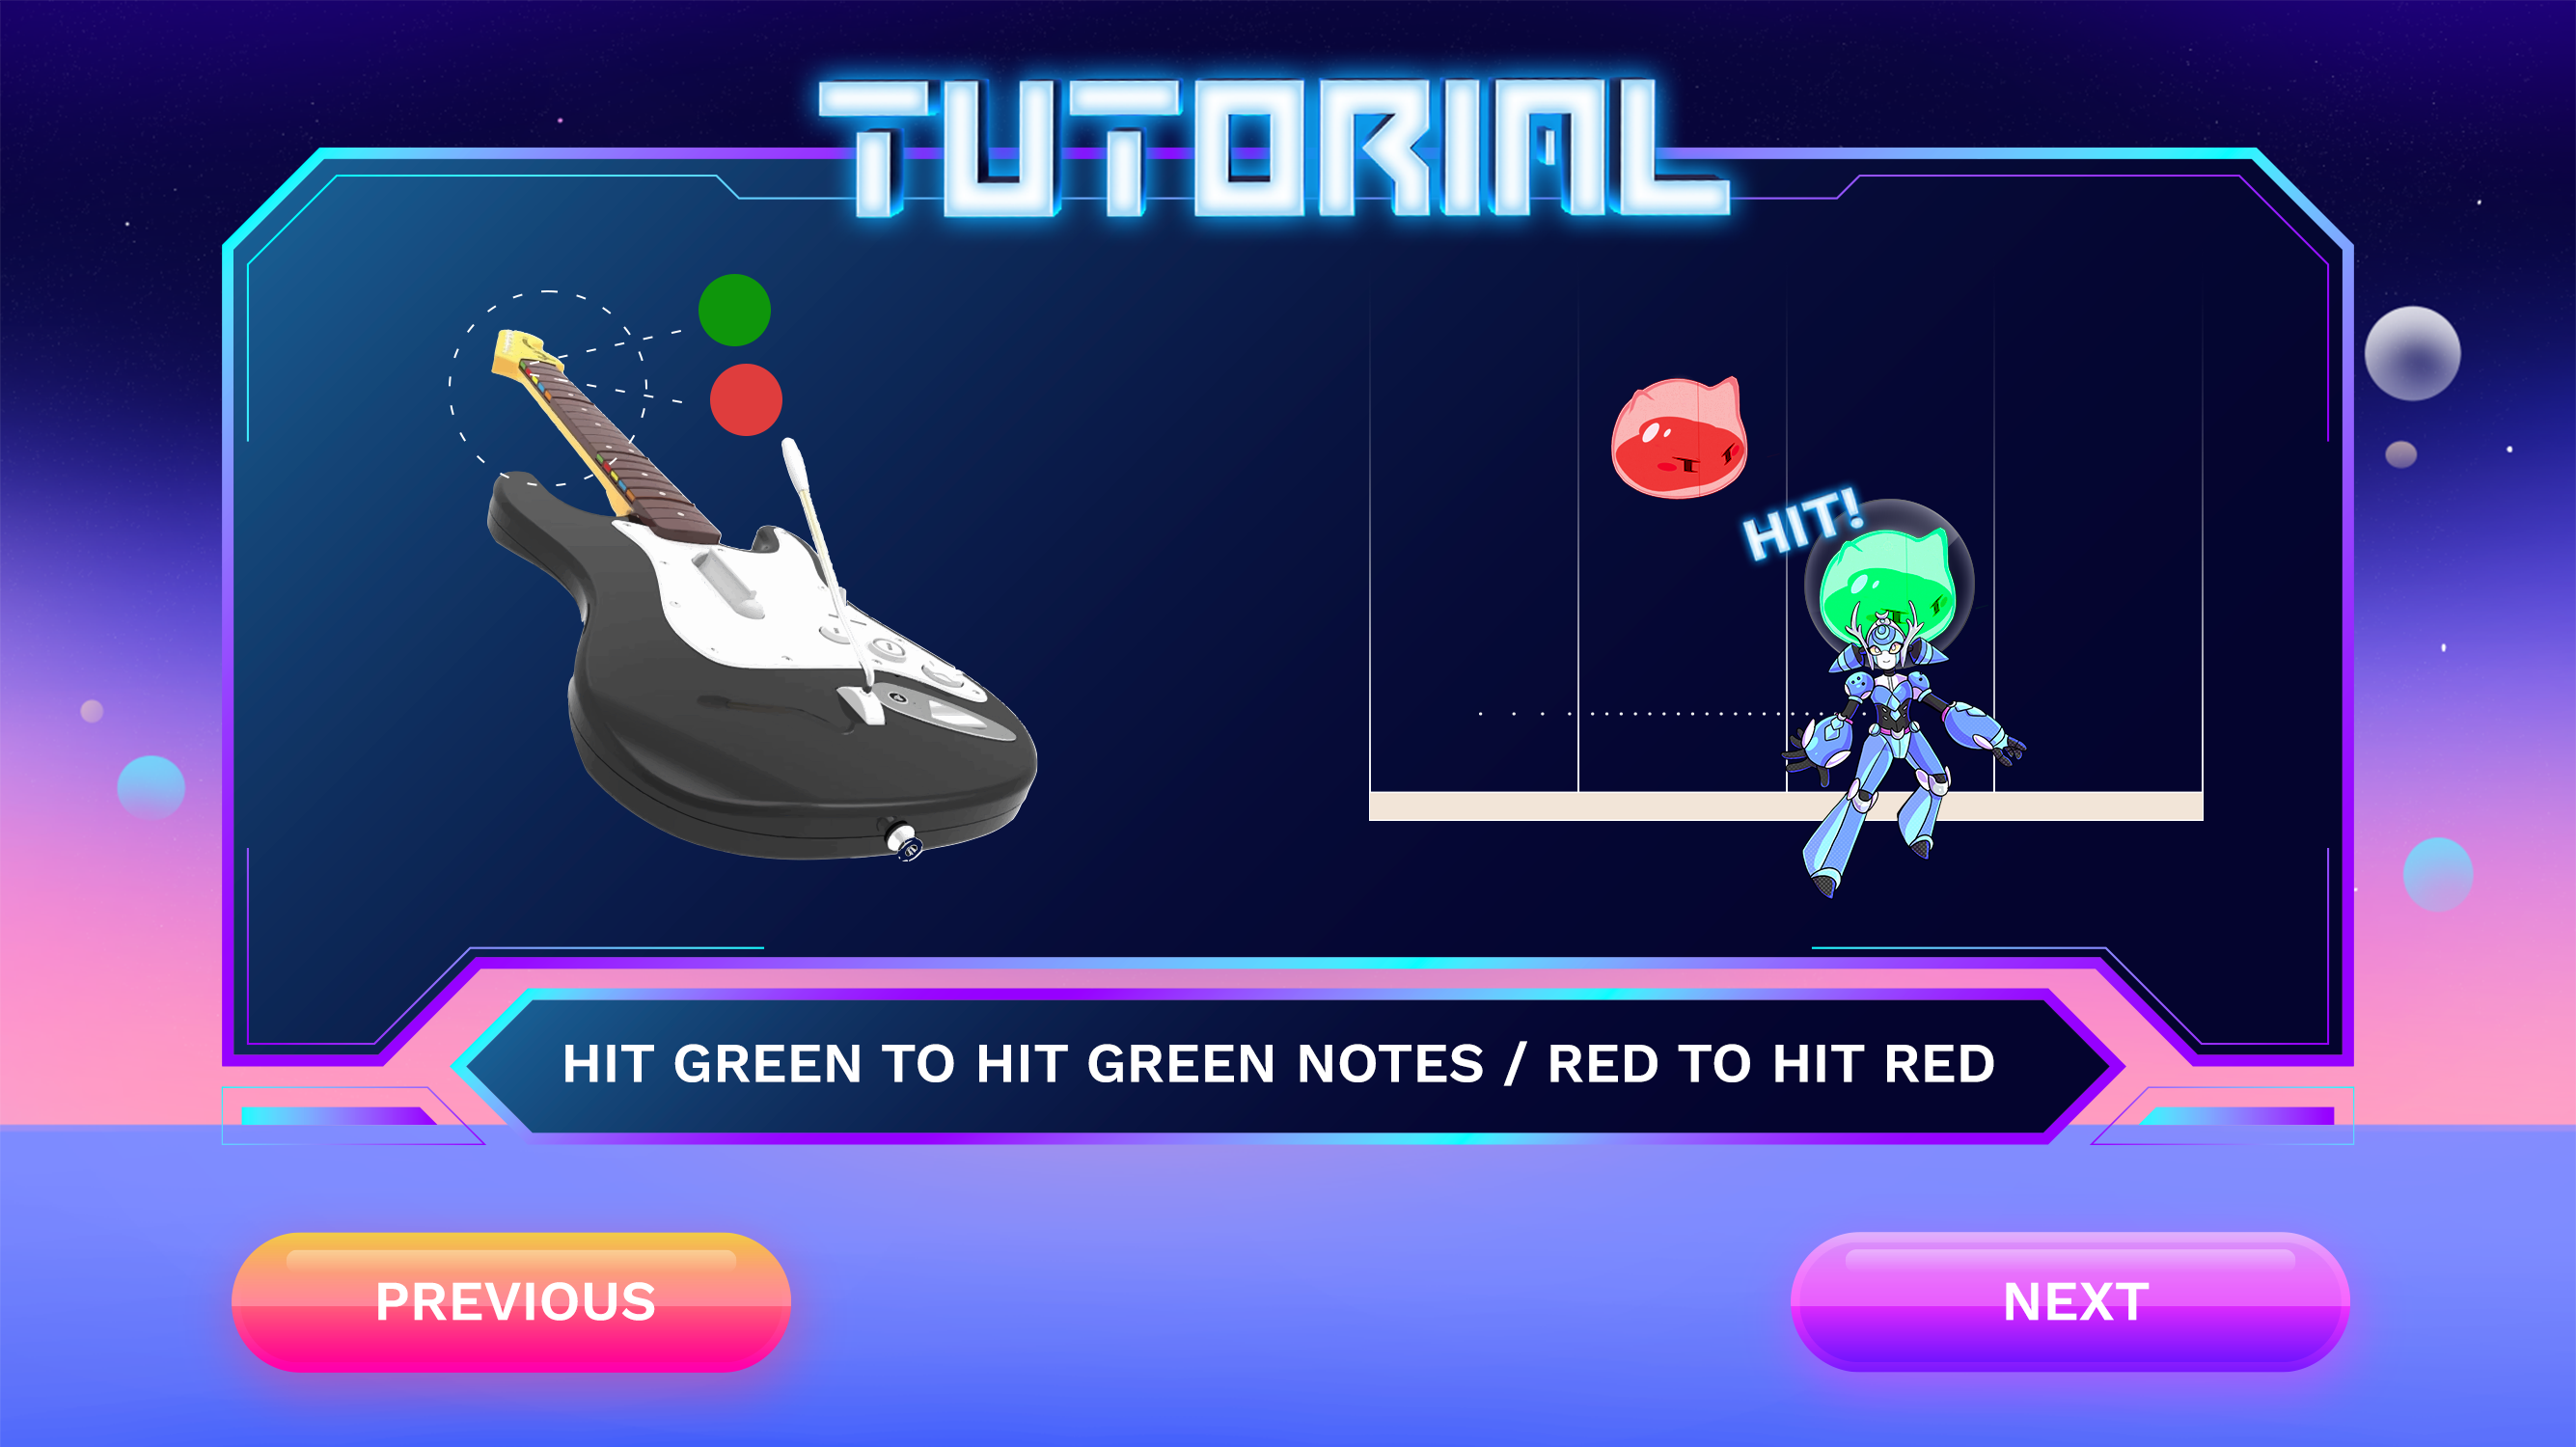 TUTORIAL
HIT!
HIT GREEN TO HIT GREEN NOTES / RED TO HIT RED
PREVIOUS
NEXT